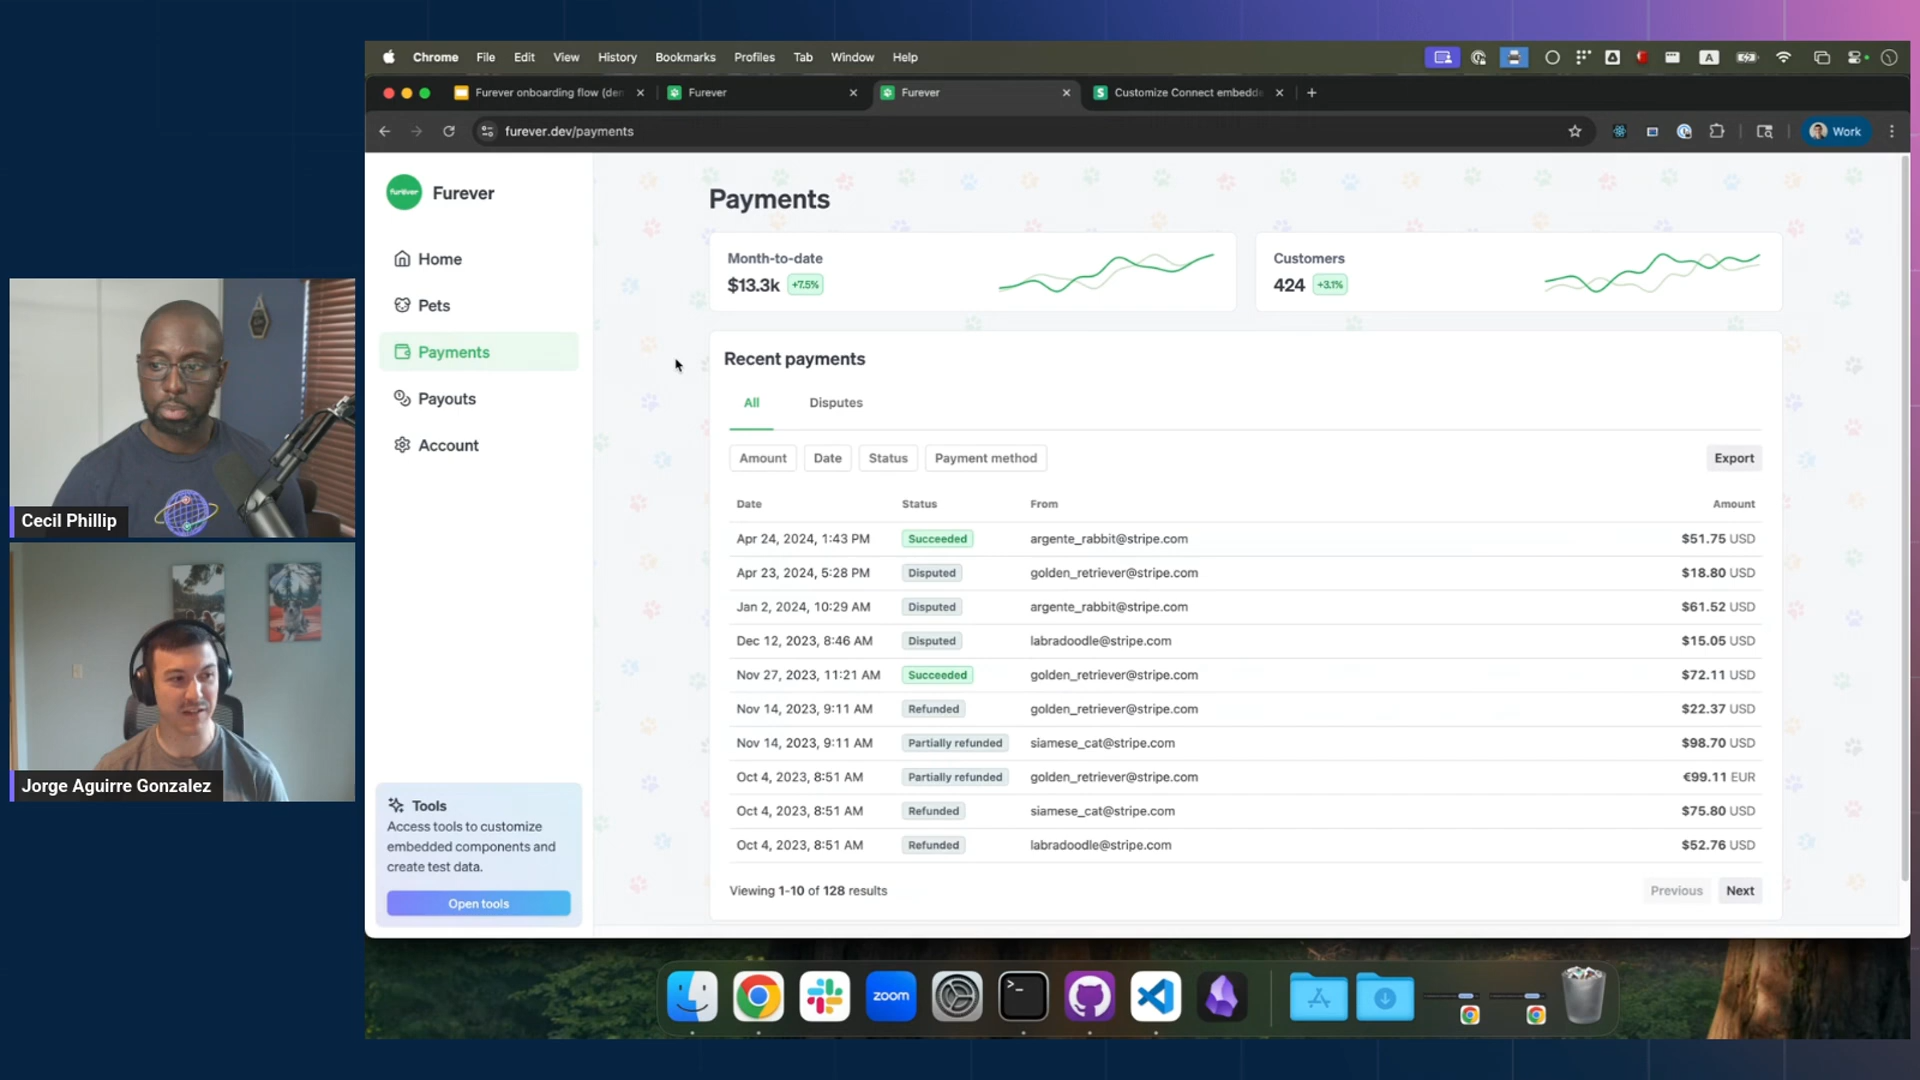 Chrome File Edit View History Bookmarks Profiles Tab Window Help
A
Furever onboarding flow (den
Furever
Furever
Customize Connect embedde
furever.dev/payments
Work
furever
Furever
Home
Pets
Payments
Payouts
Account
Tools
Access tools to customize
embedded components and
create test data.
Open tools
Payments
Month-to-date
$13.3k +7.5%
Customers
424 +3.1%
Recent payments
All Disputes
Amount Date Status Payment method Export
Date Status From Amount
Apr 24, 2024, 1:43 PM Succeeded argente_rabbit@stripe.com $51.75 USD
Apr 23, 2024, 5:28 PM Disputed golden_retriever@stripe.com $18.80 USD
Jan 2, 2024, 10:29 AM Disputed argente_rabbit@stripe.com $61.52 USD
Dec 12, 2023, 8:46 AM Disputed labradoodle@stripe.com $15.05 USD
Nov 27, 2023, 11:21 AM Succeeded golden_retriever@stripe.com $72.11 USD
Nov 14, 2023, 9:11 AM Refunded golden_retriever@stripe.com $22.37 USD
Nov 14, 2023, 9:11 AM Partially refunded siamese_cat@stripe.com $98.70 USD
Oct 4, 2023, 8:51 AM Partially refunded golden_retriever@stripe.com €99.11 EUR
Oct 4, 2023, 8:51 AM Refunded siamese_cat@stripe.com $75.80 USD
Oct 4, 2023, 8:51 AM Refunded labradoodle@stripe.com $52.76 USD
Viewing 1-10 of 128 results
Previous Next
Cecil Phillip
Jorge Aguirre Gonzalez
zoom